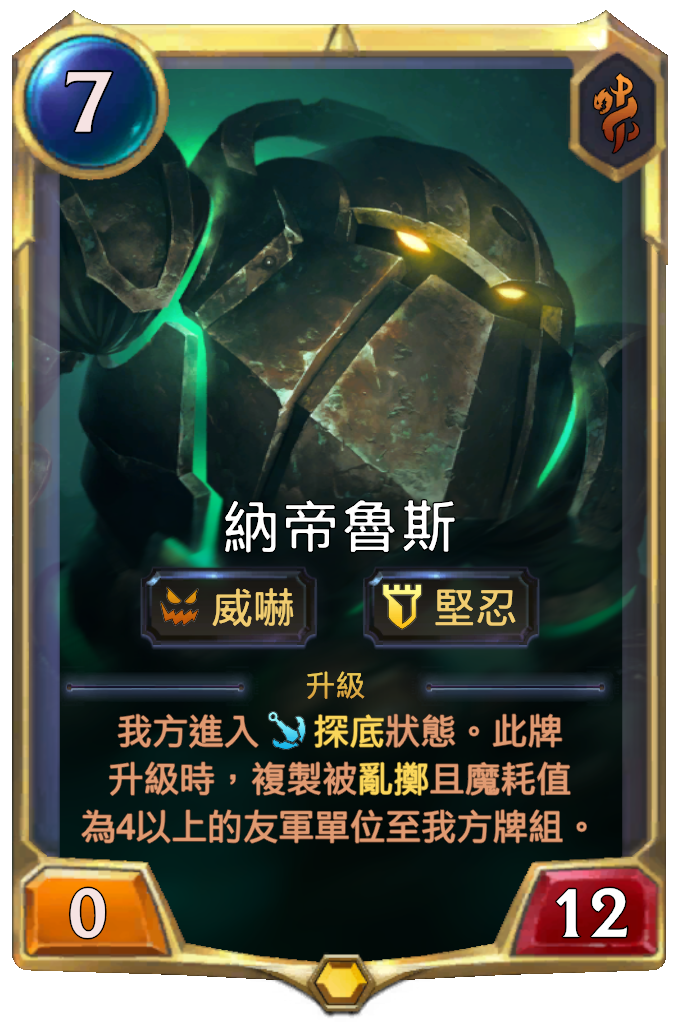 7
納帝魯斯
威嚇 堅忍
升級
我方進入 探底狀態。此牌
升級時，複製被亂擲且魔耗值
為4以上的友軍單位至我方牌組。
0 12